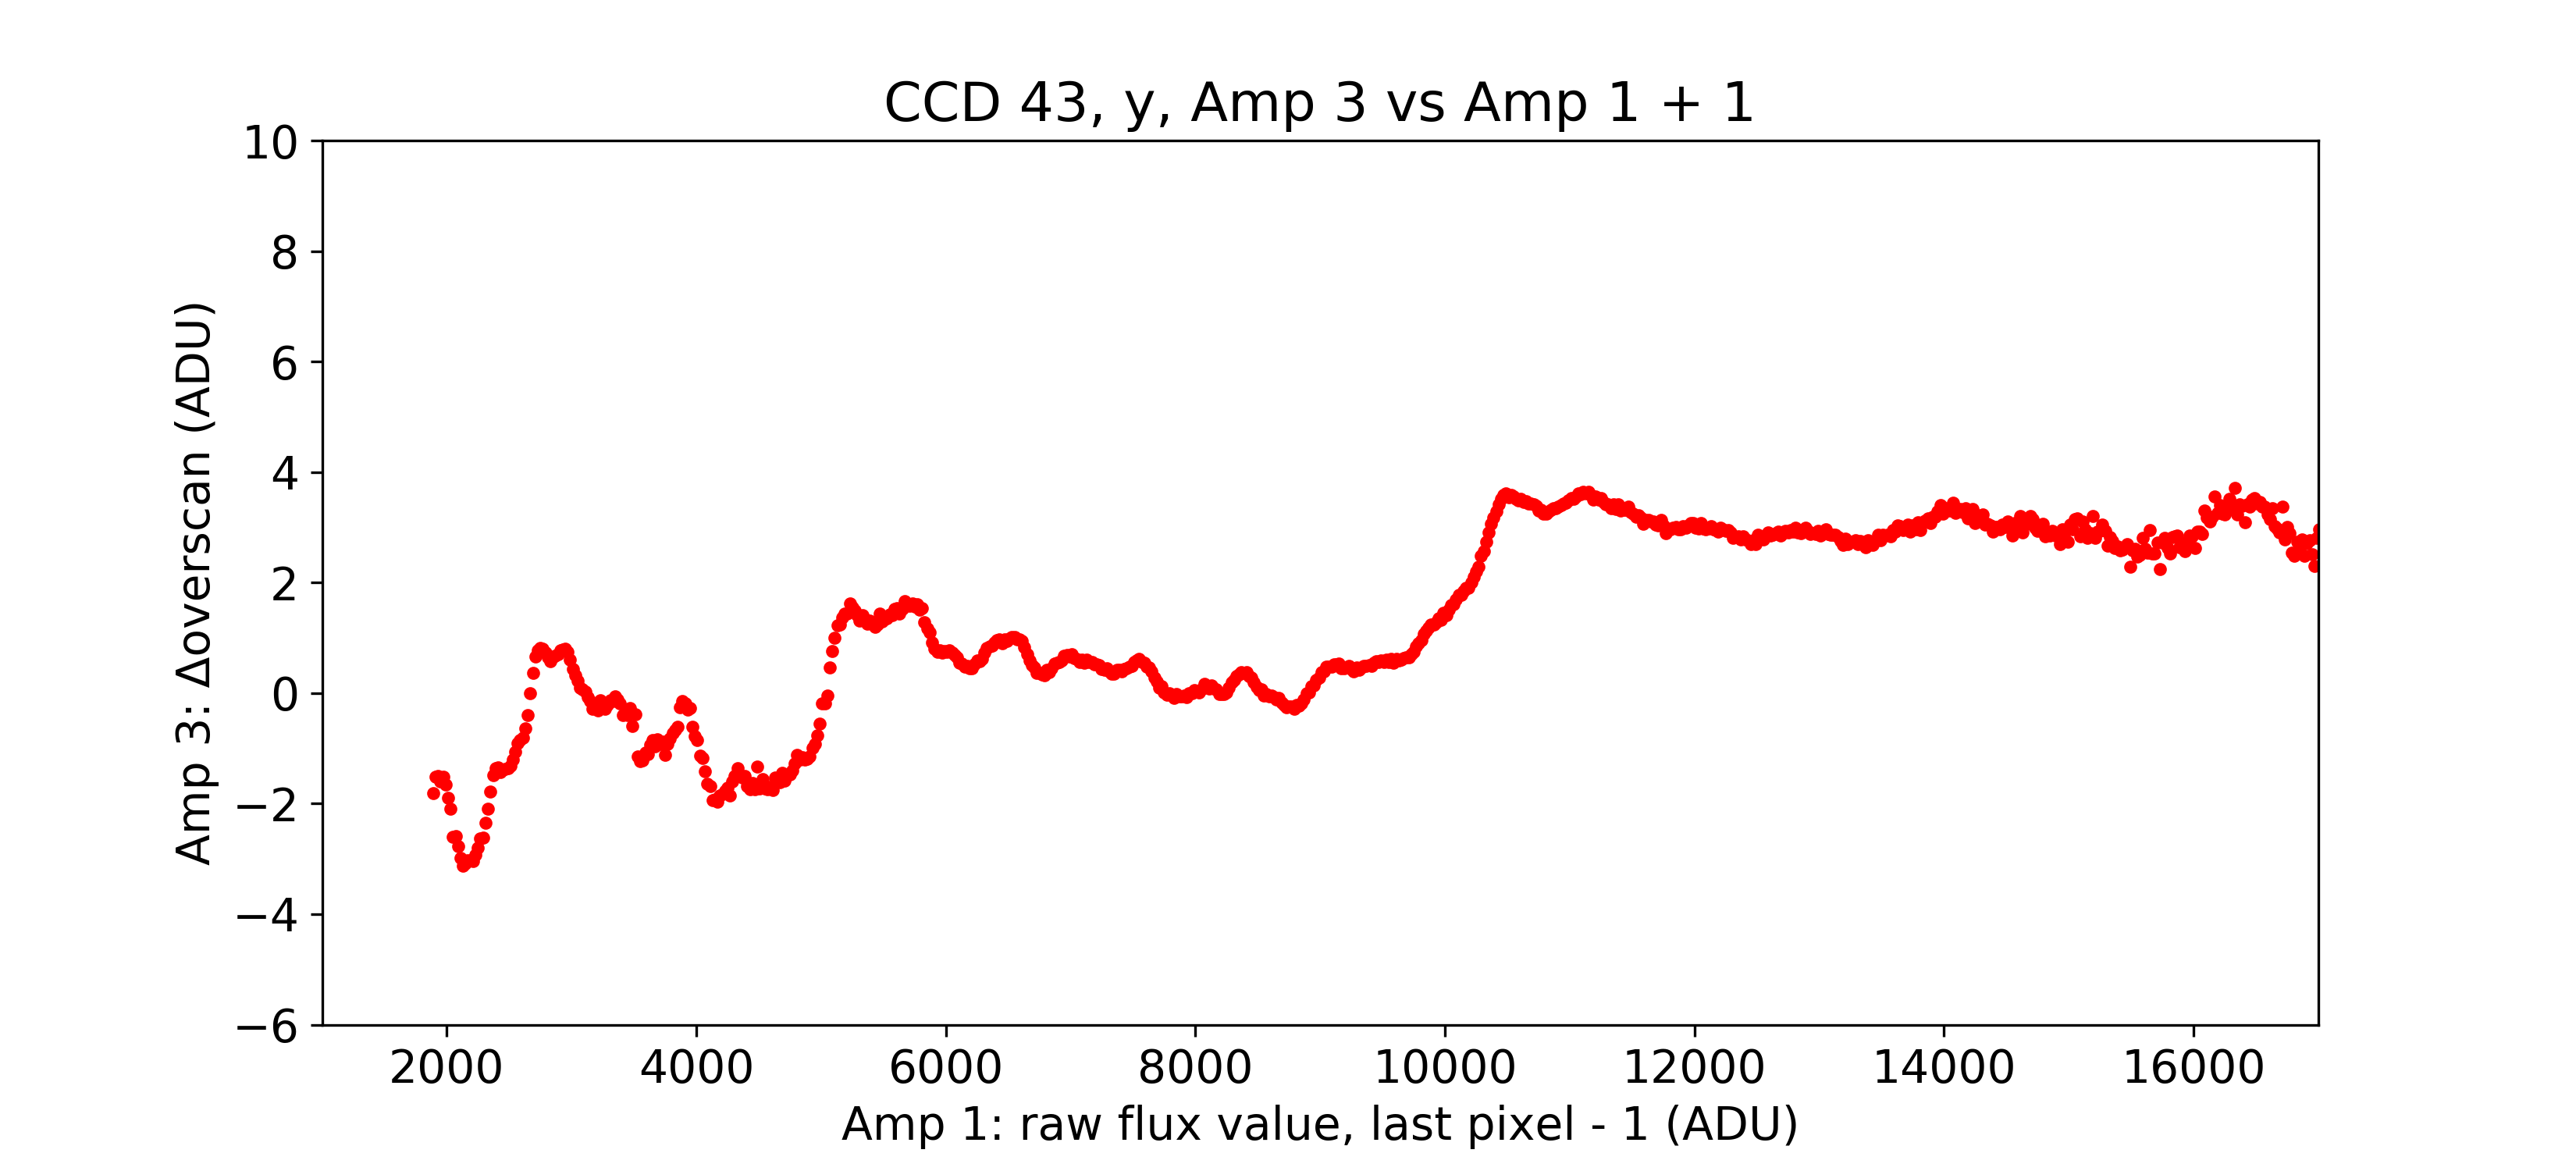 CCD 43, y, Amp 3 vs Amp 1 + 1
10
8
6
4
2
0
−2
−4
−6
Amp 3: Δoverscan (ADU)
2000 4000 6000 8000 10000 12000 14000 16000
Amp 1: raw flux value, last pixel - 1 (ADU)